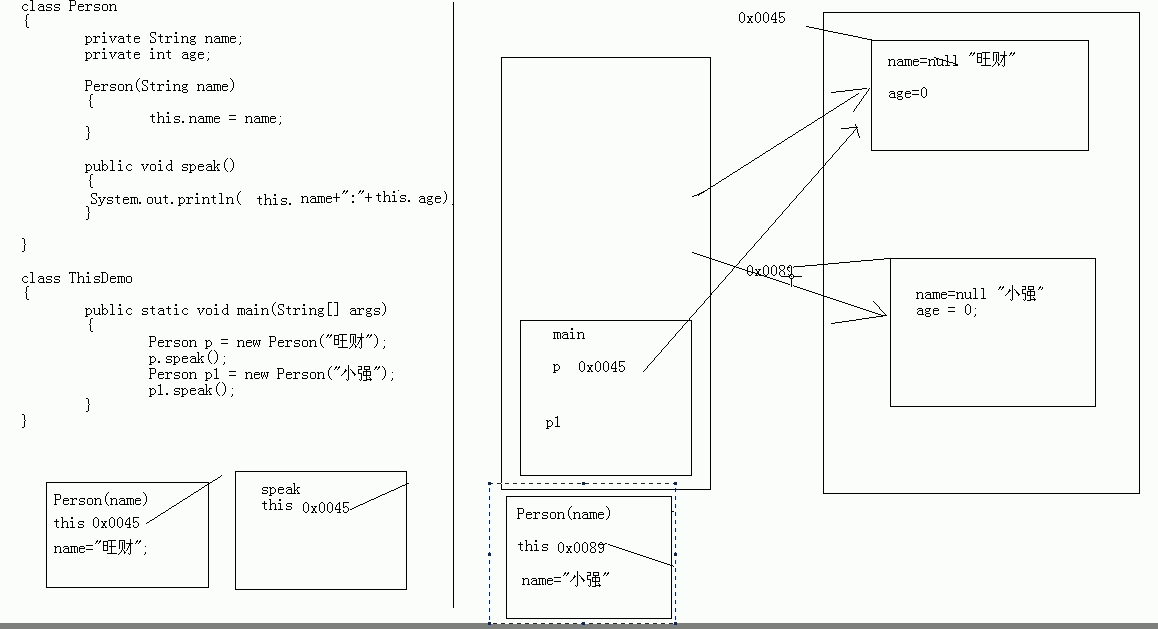 class Person
{
private String name;
private int age;
Person(String name)
{
this.name = name;
}
public void speak()
{
System.out.println( this. name+":"+this. age)
}
}
class ThisDemo
{
public static void main(String[] args)
{
Person p = new Person("旺财");
p.speak();
Person p1 = new Person("小强");
p1.speak();
}
}
Person(name)
this 0x0045
name="旺财";
speak
this 0x0045
main
p 0x0045
p1
Person(name)
this 0x0089
name="小强"
0x0045
name=null "旺财"
age=0
0x0089
name=null "小强"
age = 0;